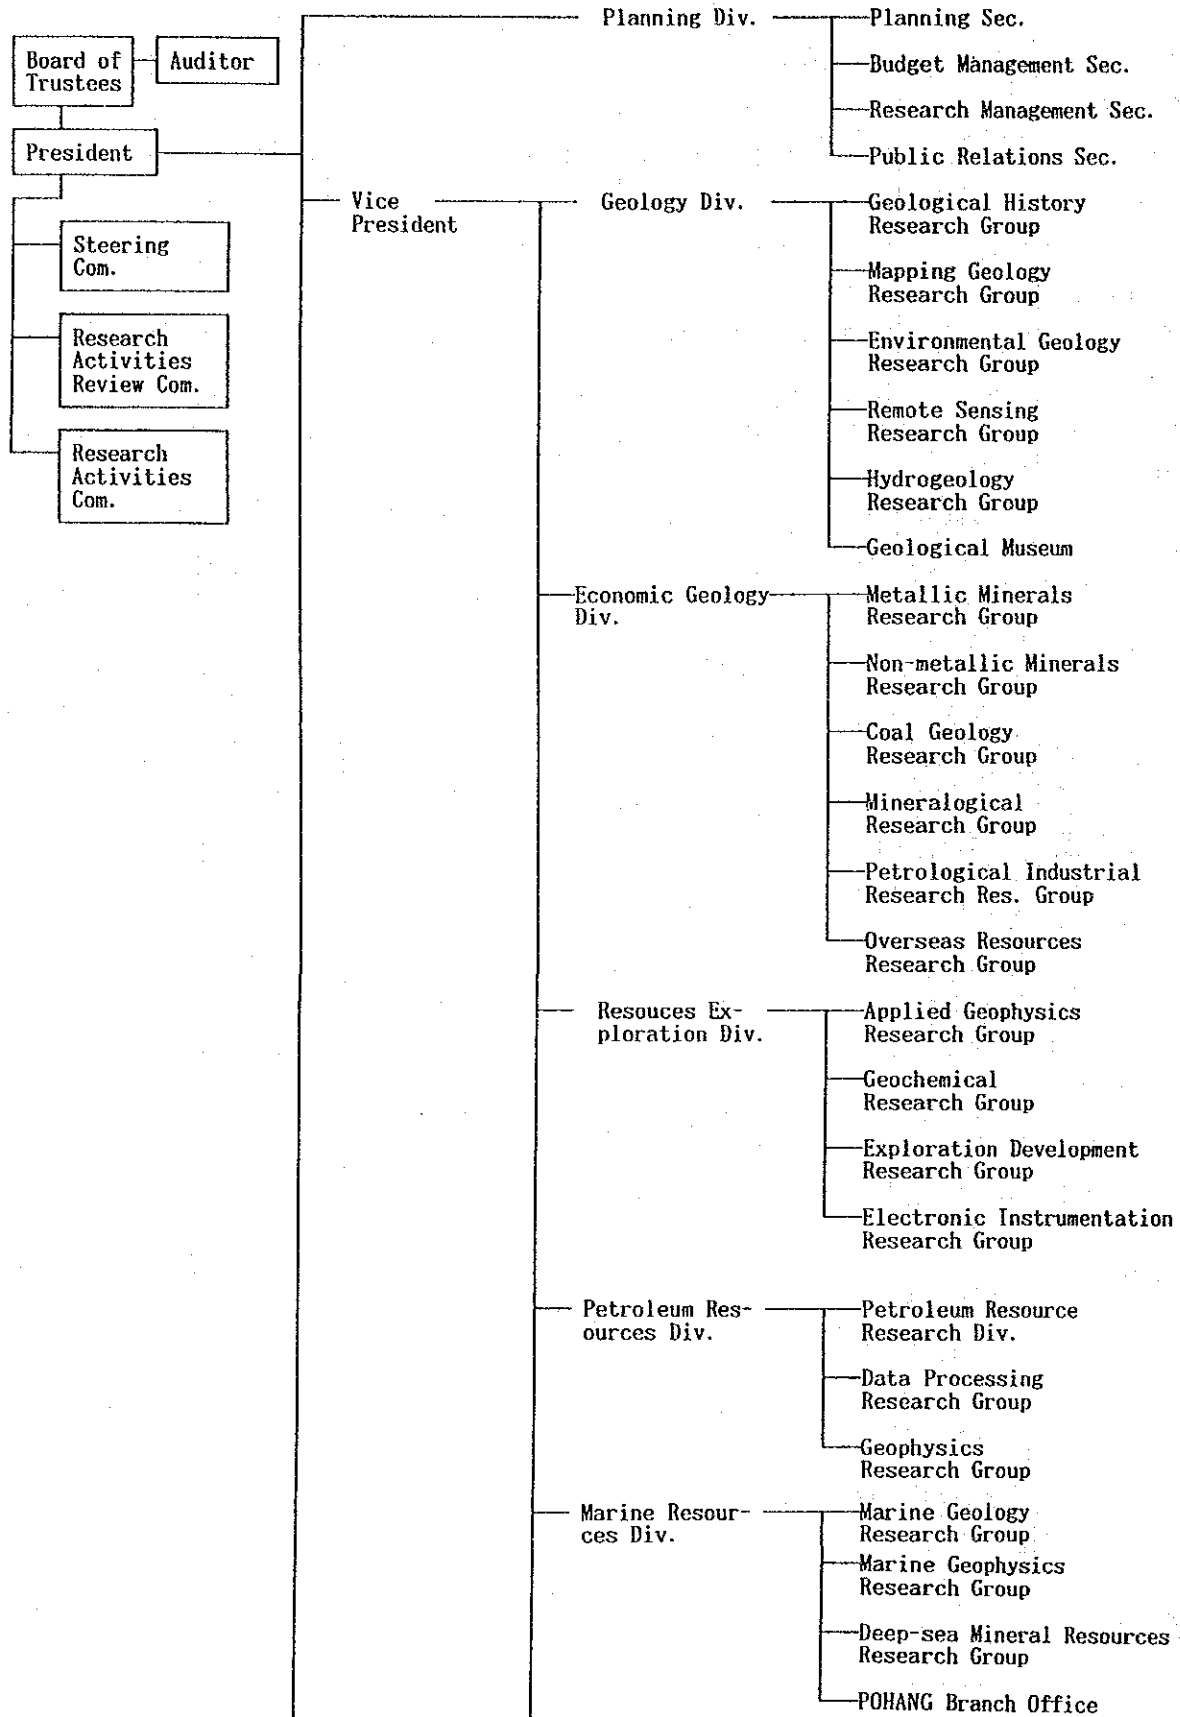 Board of
Trustees
Auditor
President
Steering
Com.
Research
Activities
Review Com.
Research
Activities
Com.
Vice
President
Planning Div.
Planning Sec.
Budget Management Sec.
Research Management Sec.
Public Relations Sec.
Geology Div.
Geological History
Research Group
Mapping Geology
Research Group
Environmental Geology
Research Group
Remote Sensing
Research Group
Hydrogeology
Research Group
Geological Museum
Economic Geology
Div.
Metallic Minerals
Research Group
Non-metallic Minerals
Research Group
Coal Geology
Research Group
Mineralogical
Research Group
Petrological Industrial
Research Res. Group
Overseas Resources
Research Group
Resouces Ex-
ploration Div.
Applied Geophysics
Research Group
Geochemical
Research Group
Exploration Development
Research Group
Electronic Instrumentation
Research Group
Petroleum Res-
ources Div.
Petroleum Resource
Research Div.
Data Processing
Research Group
Geophysics
Research Group
Marine Resour-
ces Div.
Marine Geology
Research Group
Marine Geophysics
Research Group
Deep-sea Mineral Resources
Research Group
POHANG Branch Office